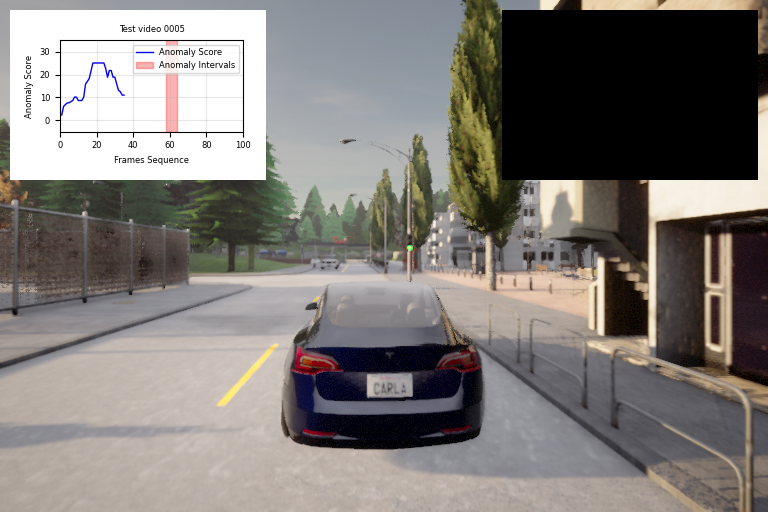 Test video 0005
Anomaly Score
30
20
10
0
Anomaly Score
Anomaly Intervals
0 20 40 60 80 100
Frames Sequence
CARLA